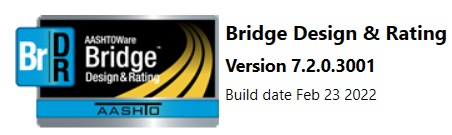 Br
DR
AASHTOWare
Bridge™
Design & Rating
AASHTO
Bridge Design & Rating
Version 7.2.0.3001
Build date Feb 23 2022